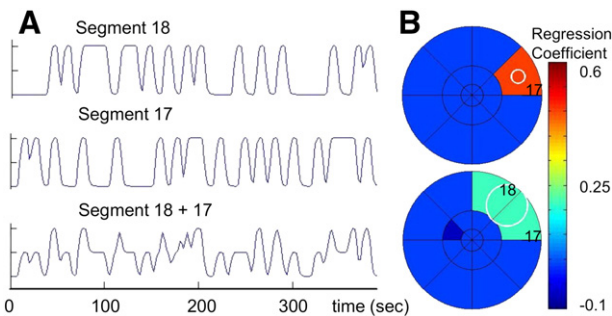 A
Segment 18
Segment 17
Segment 18 + 17
0 100 200 300 time (sec)
B
17
18
17
Regression
Coefficient
0.6
0.25
-0.1